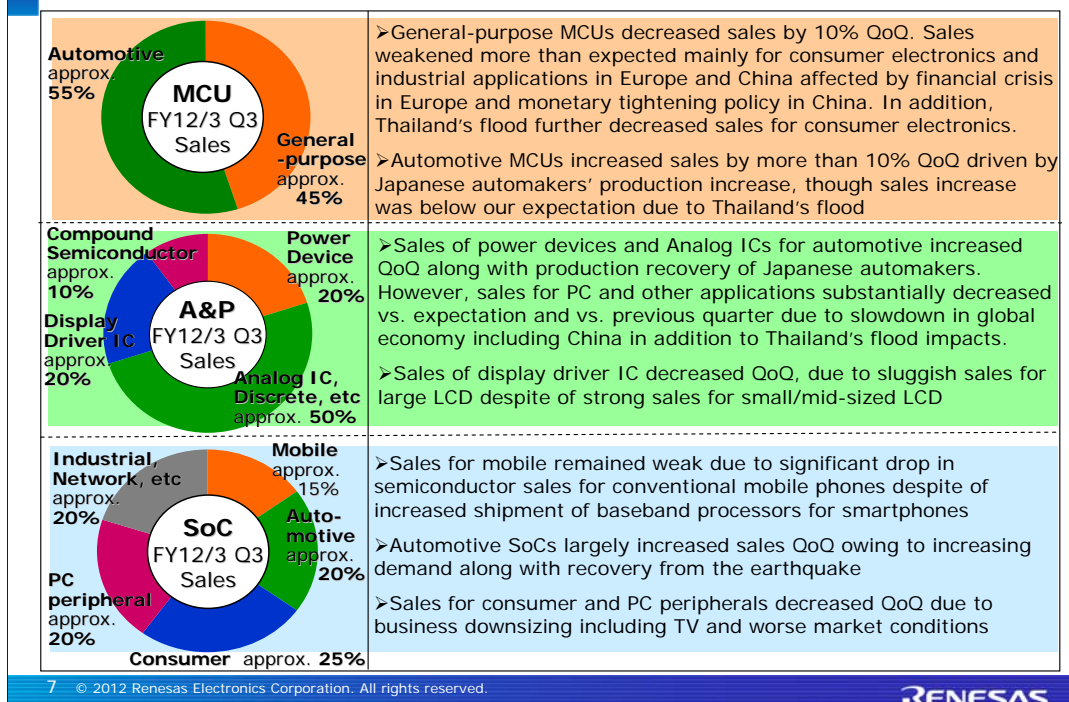 Automotive
approx.
55%
MCU
FY12/3 Q3
Sales
General
-purpose
approx.
45%
➢General-purpose MCUs decreased sales by 10% QoQ. Sales
weakened more than expected mainly for consumer electronics and
industrial applications in Europe and China affected by financial crisis
in Europe and monetary tightening policy in China. In addition,
Thailand's flood further decreased sales for consumer electronics.
➢Automotive MCUs increased sales by more than 10% QoQ driven by
Japanese automakers' production increase, though sales increase
was below our expectation due to Thailand's flood
Compound
Semiconductor
approx.
10%
Power
Device
approx.
20%
A&P
FY12/3 Q3
Sales
Display
Driver IC
approx.
20%
Analog IC,
Discrete, etc
approx. 50%
➢Sales of power devices and Analog ICs for automotive increased
QoQ along with production recovery of Japanese automakers.
However, sales for PC and other applications substantially decreased
vs. expectation and vs. previous quarter due to slowdown in global
economy including China in addition to Thailand's flood impacts.
➢Sales of display driver IC decreased QoQ, due to sluggish sales for
large LCD despite of strong sales for small/mid-sized LCD
Industrial,
Network, etc
approx.
20%
Mobile
approx.
15%
SoC
FY12/3 Q3
Sales
Auto-
motive
approx.
20%
PC
peripheral
approx.
20%
Consumer approx. 25%
➢Sales for mobile remained weak due to significant drop in
semiconductor sales for conventional mobile phones despite of
increased shipment of baseband processors for smartphones
➢Automotive SoCs largely increased sales QoQ owing to increasing
demand along with recovery from the earthquake
➢Sales for consumer and PC peripherals decreased QoQ due to
business downsizing including TV and worse market conditions
7 © 2012 Renesas Electronics Corporation. All rights reserved.
RENESAS